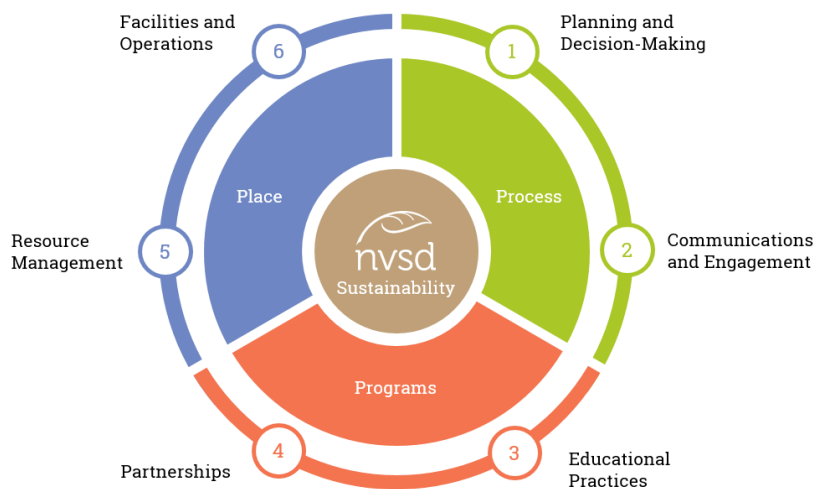 Facilities and
Operations
6
1
Planning and
Decision-Making
Place
Process
Resource
Management
5
nvsd
Sustainability
2
Communications
and Engagement
Programs
Partnerships
4
3
Educational
Practices